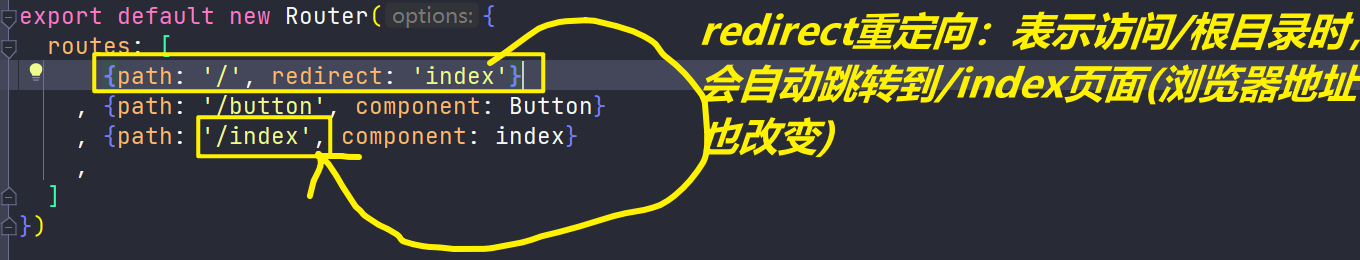 export default new Router( options: {
routes: [
{path: '/', redirect: 'index'}
, {path: '/button', component: Button}
, {path: '/index', component: index}
,
]
})
redirect重定向：表示访问/根目录时，
会自动跳转到/index页面(浏览器地址
也改变)